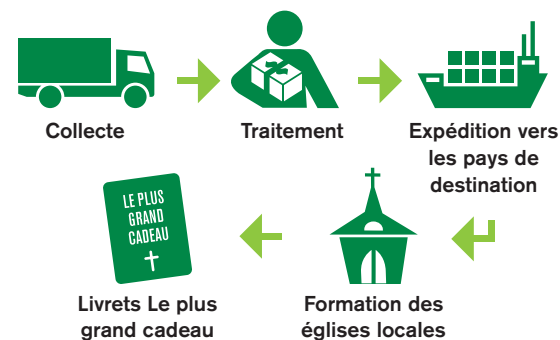 Collecte
Traitement
Expédition vers
les pays de
destination
Formation des
églises locales
LE PLUS
GRAND
CADEAU
Livrets Le plus
grand cadeau